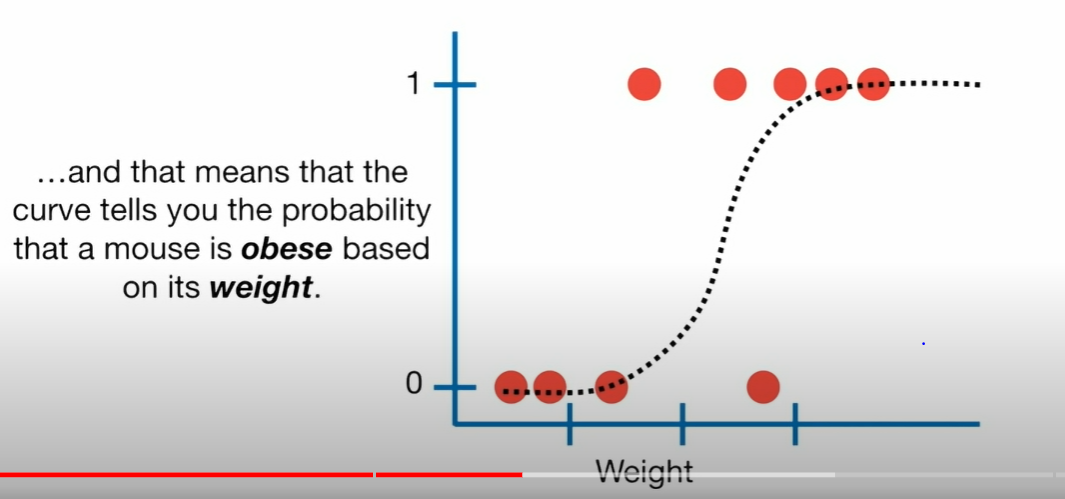 1
…and that means that the
curve tells you the probability
that a mouse is obese based
on its weight.
0
Weight